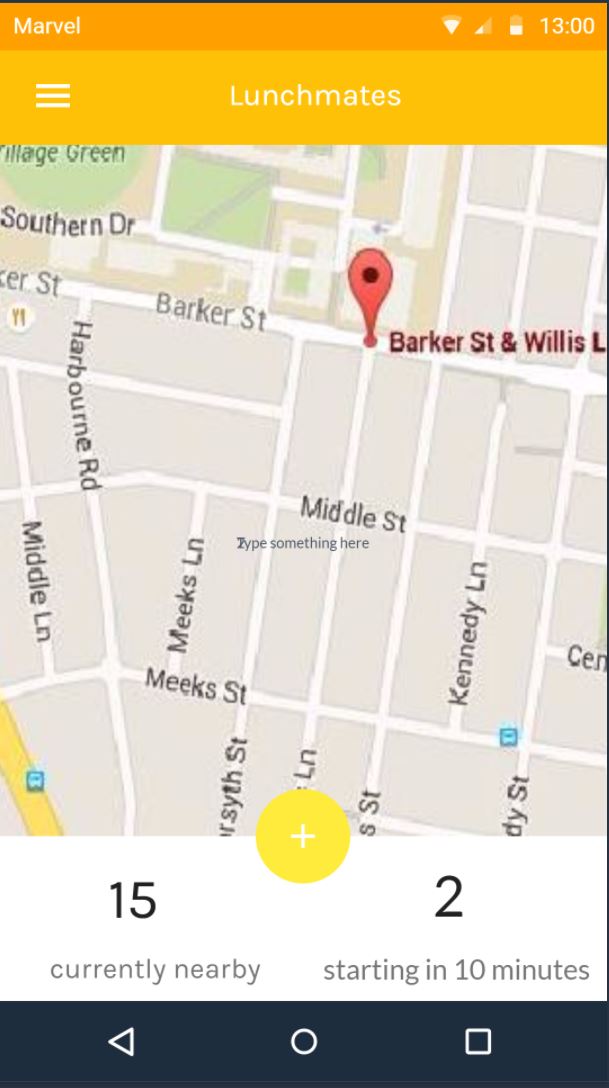 Marvel 13:00
Lunchmates
illage Green
Southern Dr
ker St
Barker St
Barker St & Willis L
Harbourne Rd
Middle St
Middle Ln
Type something here
Meeks Ln
Kennedy Ln
Cen
Meeks St
rsyth St
Ln
s St
dy St
+
15 2
currently nearby starting in 10 minutes